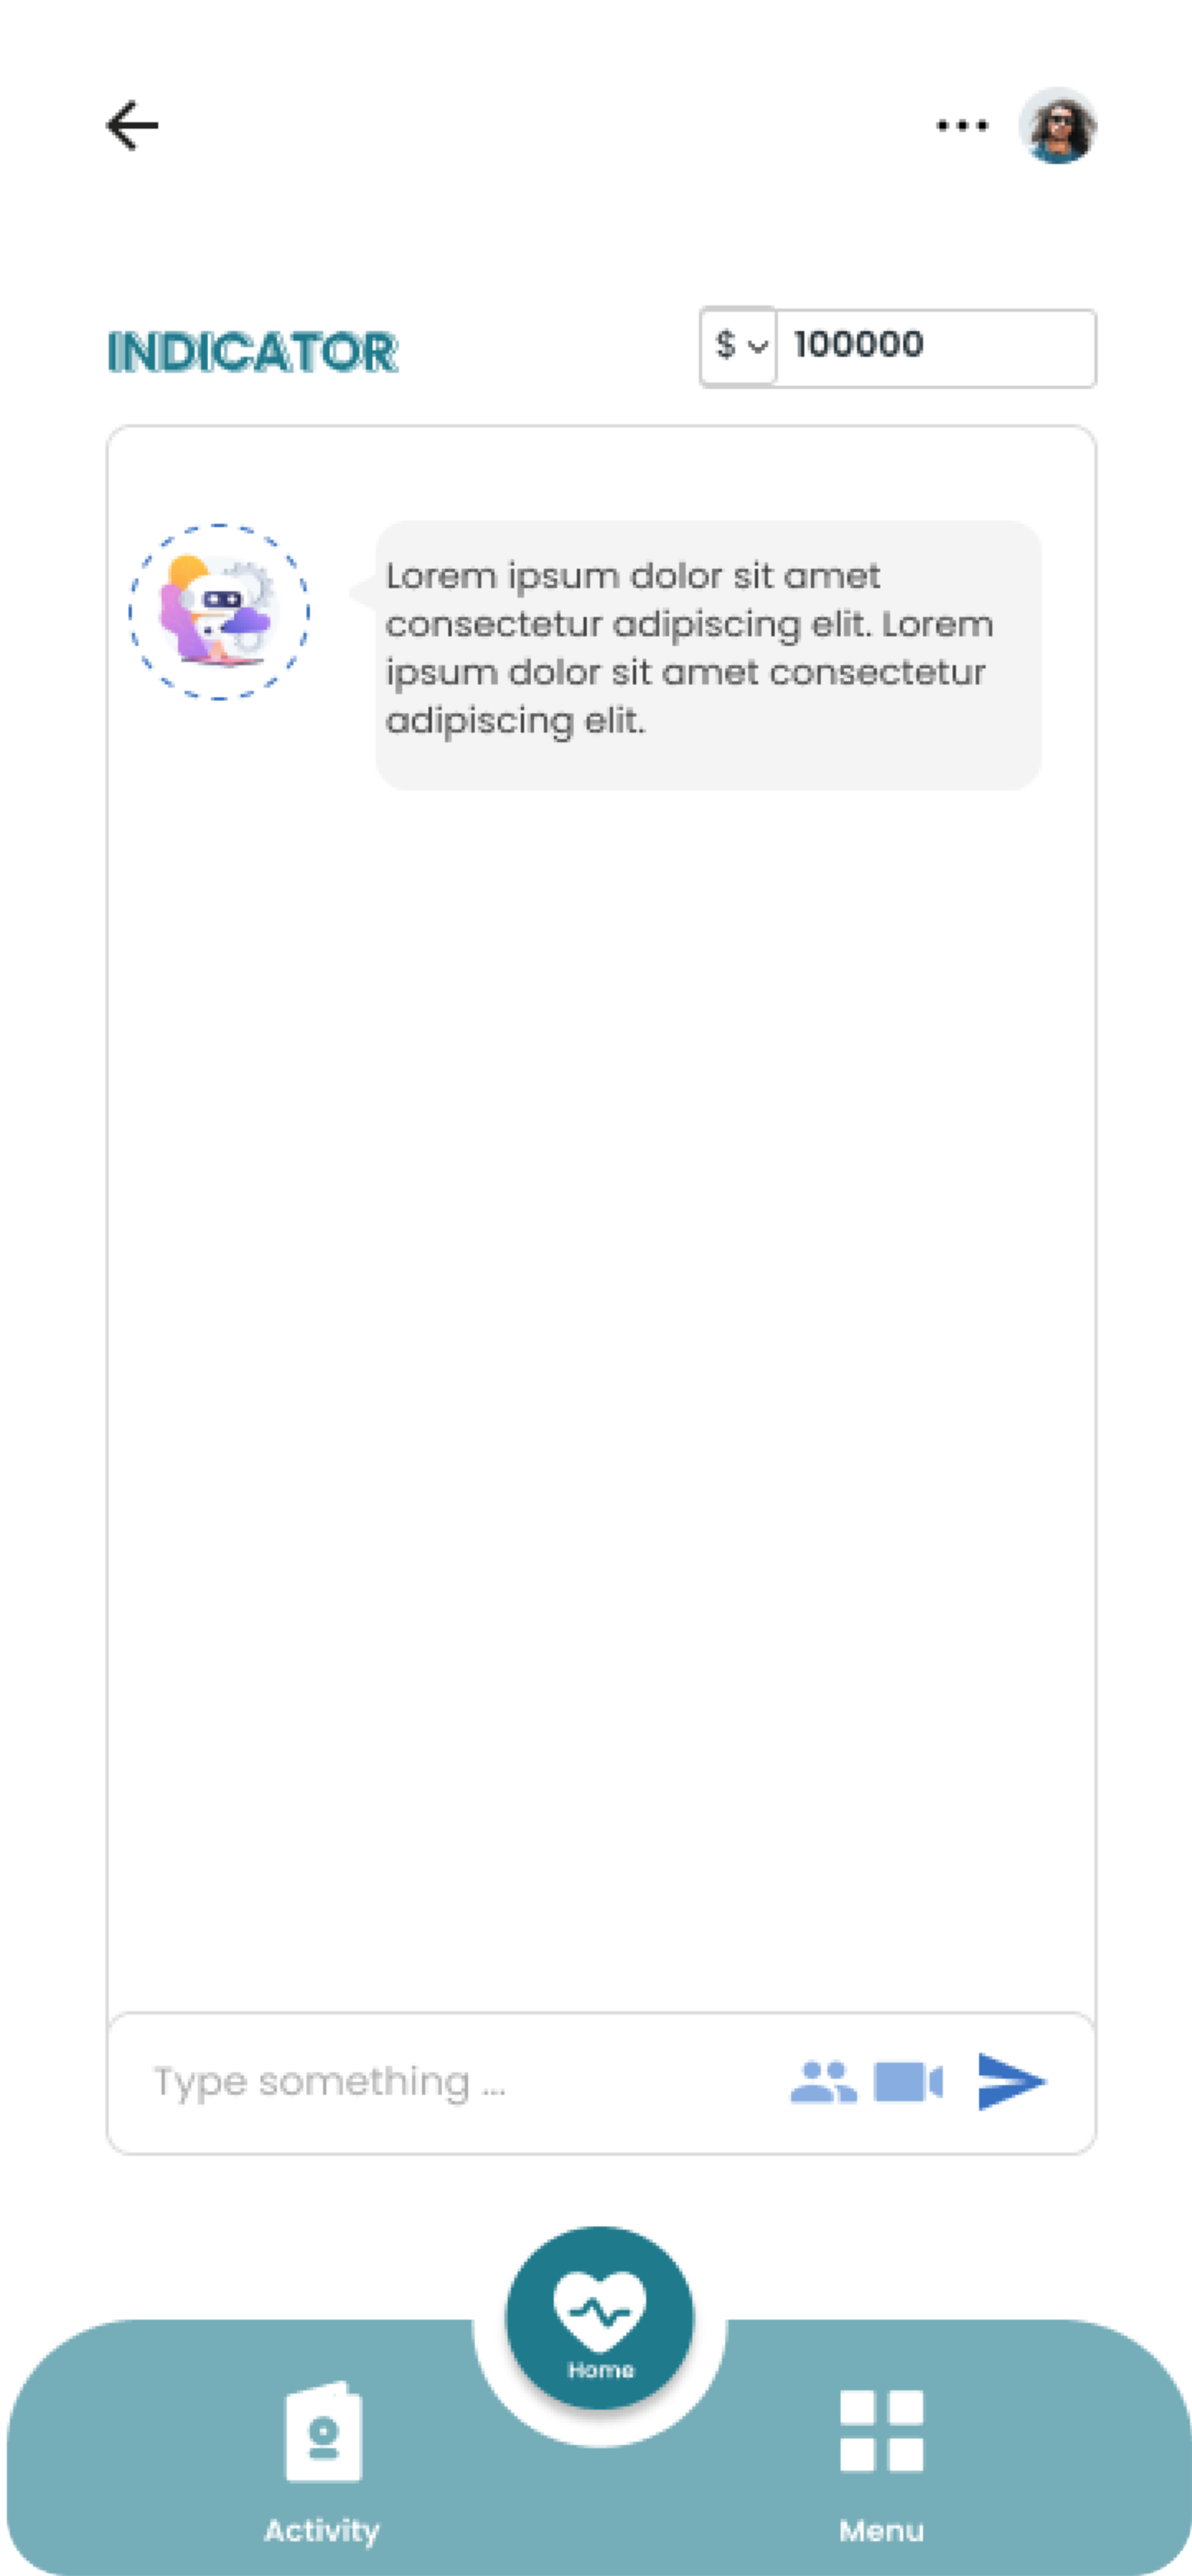 INDICATOR
$ 100000
Lorem ipsum dolor sit amet
consectetur adipiscing elit. Lorem
ipsum dolor sit amet consectetur
adipiscing elit.
Type something ...
Home
Activity
Menu